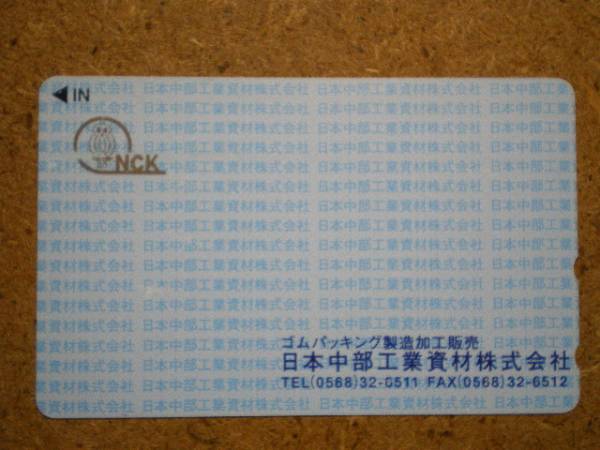 ◀IN
NCK
ゴムパッキング製造加工販売
日本中部工業資材株式会社
TEL(0568)32-6511 FAX(0568)32-6512